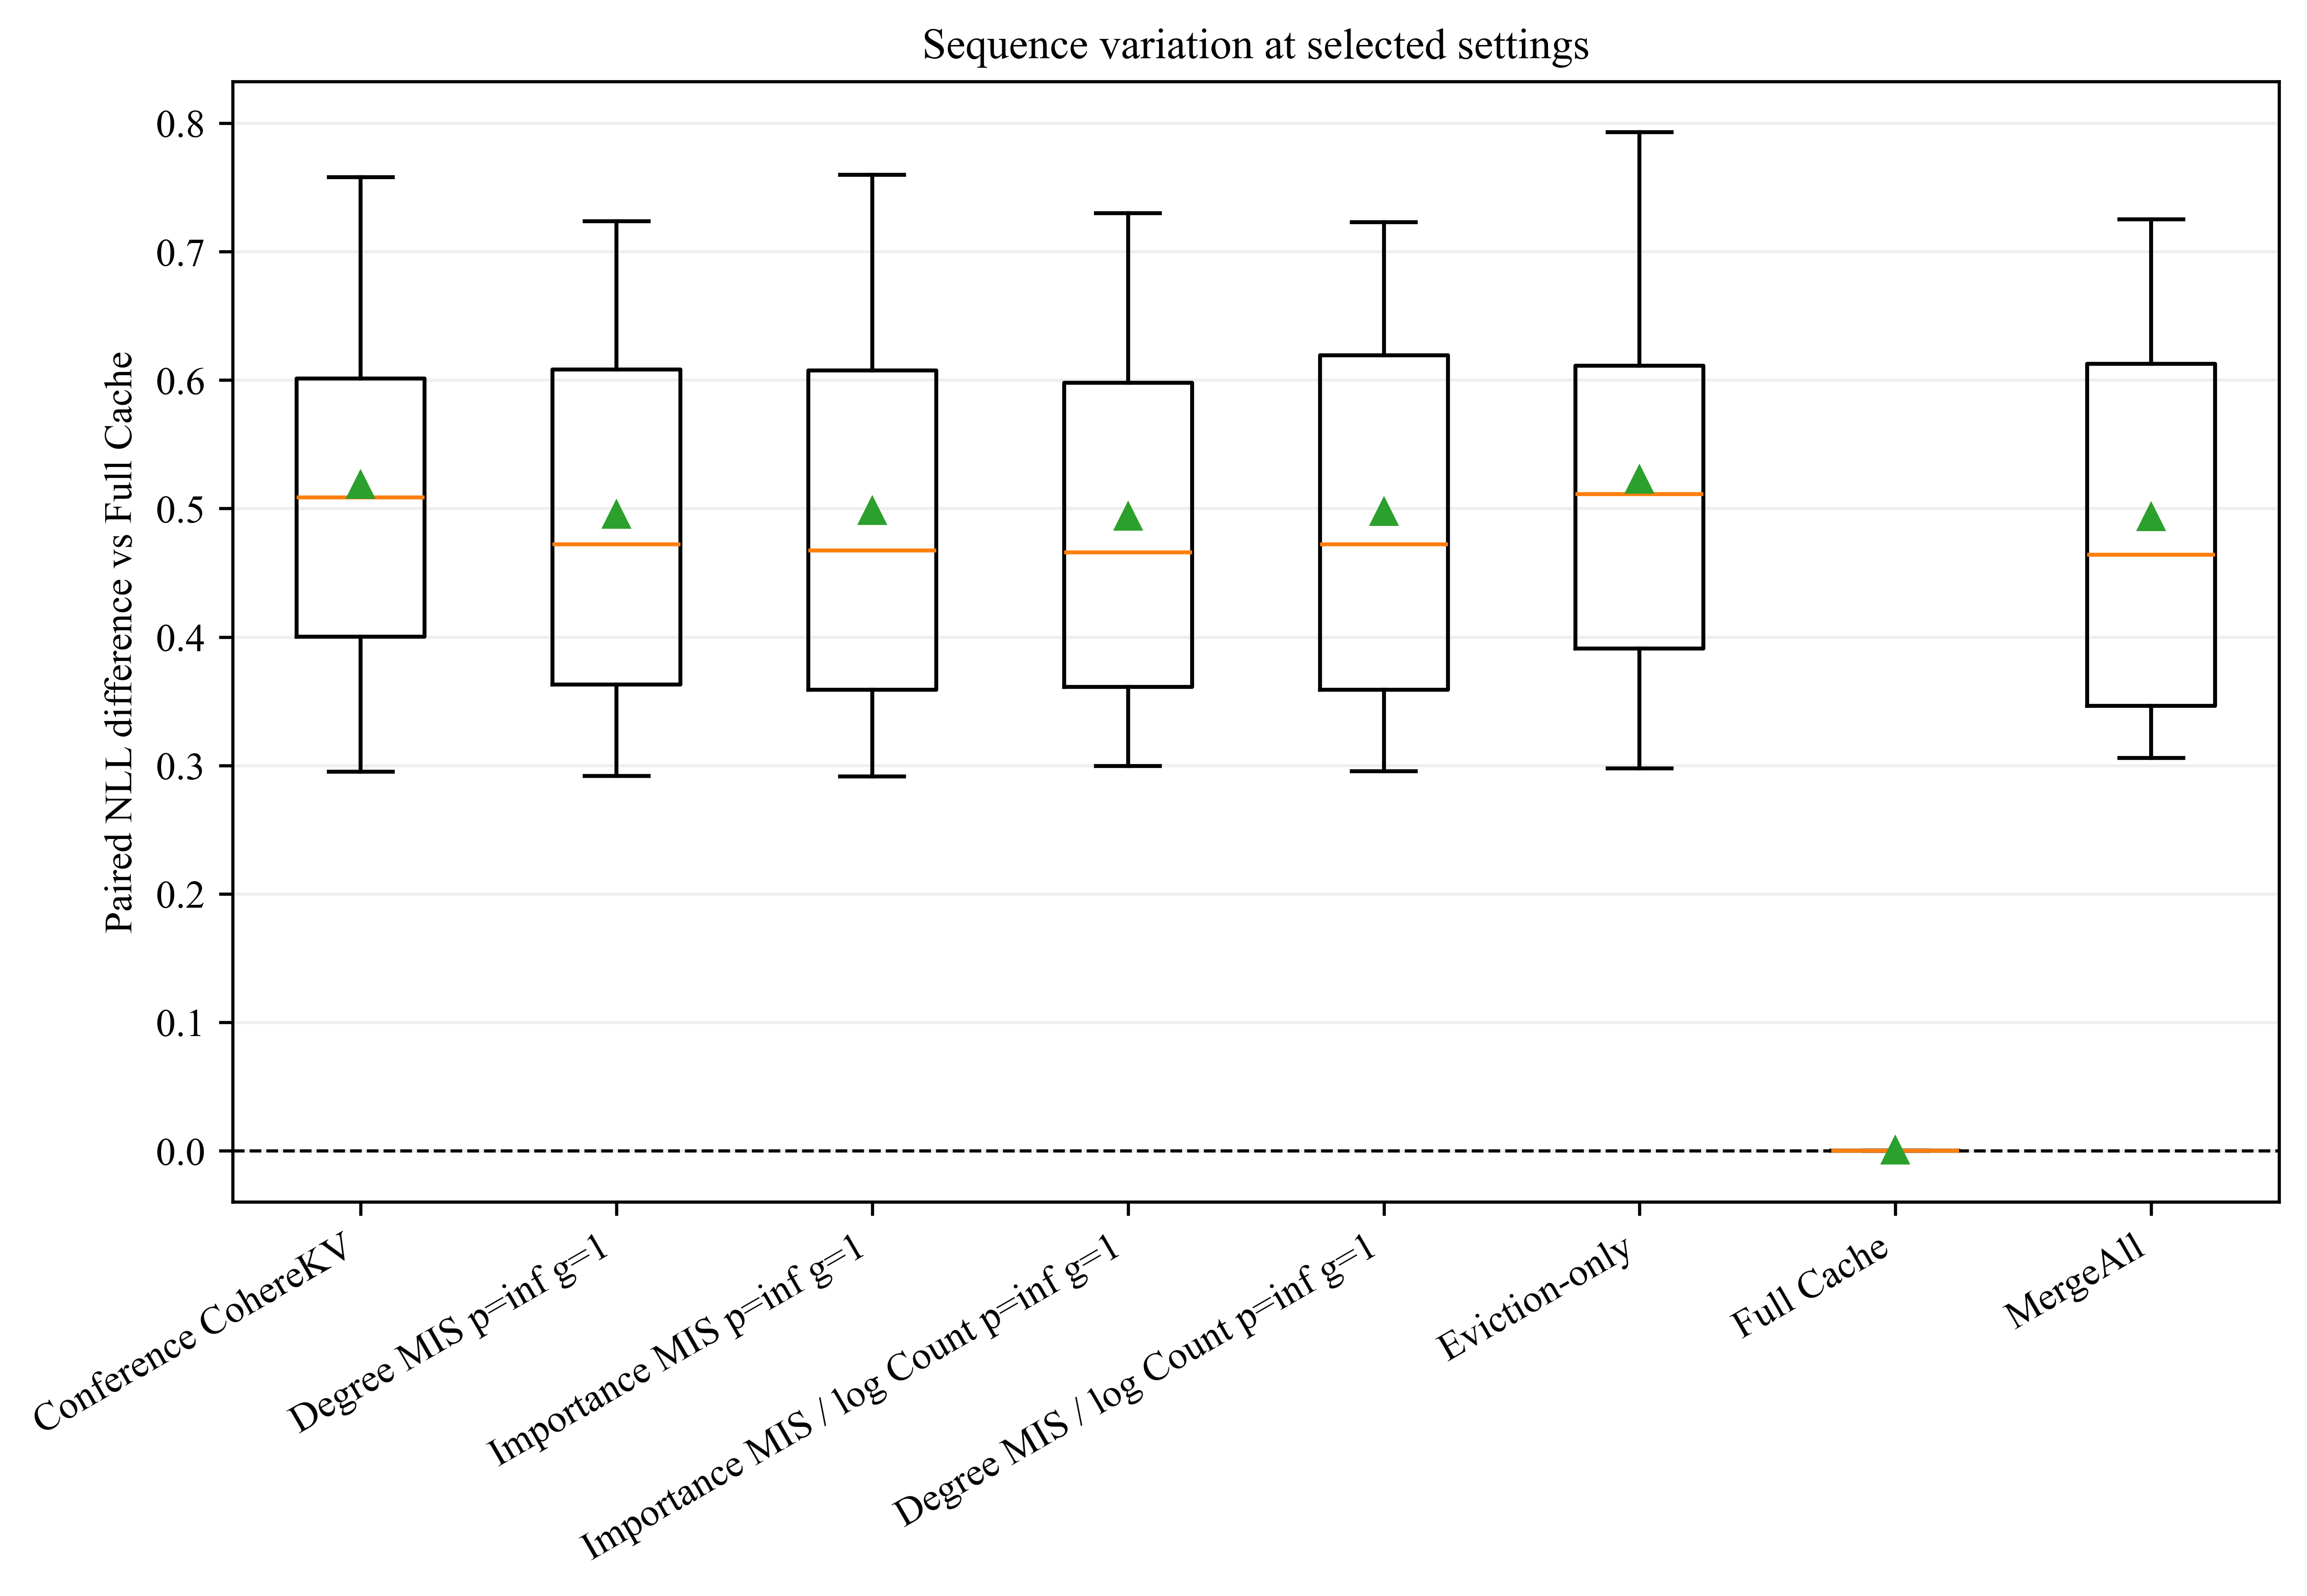 Sequence variation at selected settings
Paired NLL difference vs Full Cache
0.8
0.7
0.6
0.5
0.4
0.3
0.2
0.1
0.0
Conference CohereKV
Degree MIS p=inf g=1
Importance MIS p=inf g=1
Importance MIS / log Count p=inf g=1
Degree MIS / log Count p=inf g=1
Eviction-only
Full Cache
MergeAll